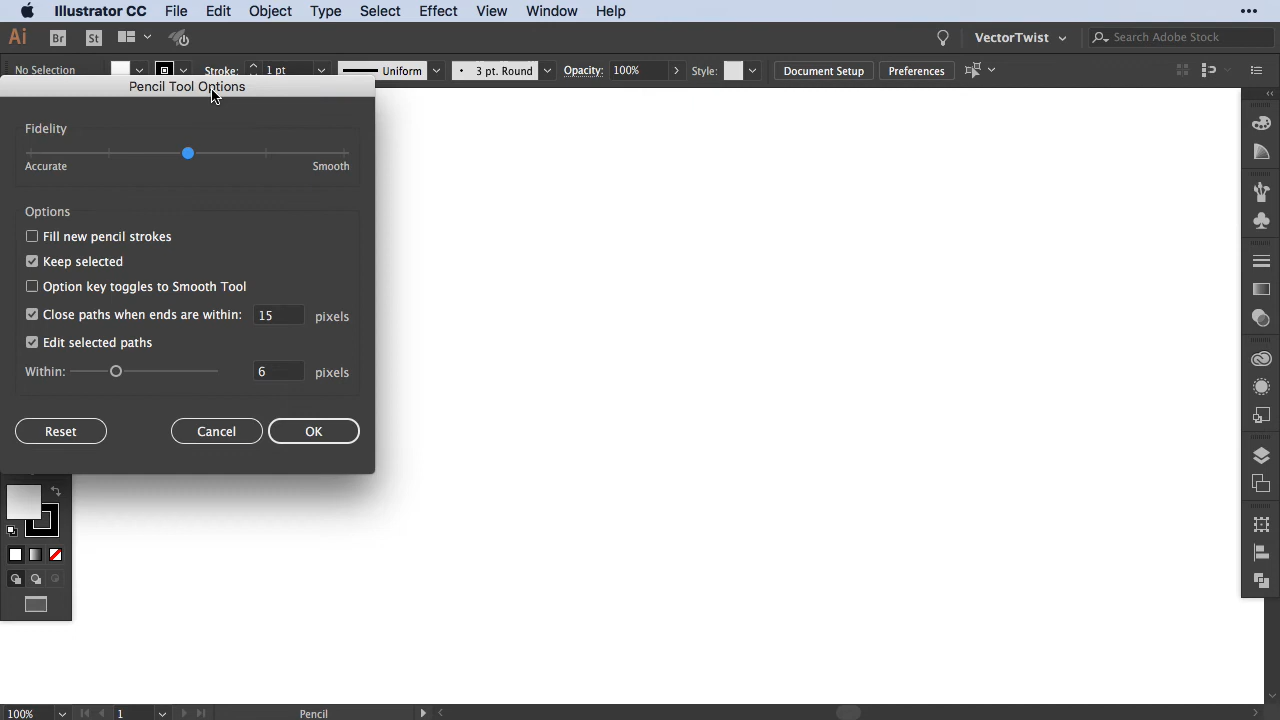 Illustrator CC File Edit Object Type Select Effect View Window Help
Ai Br St VectorTwist Search Adobe Stock
No Selection Stroke: 1 pt Uniform 3 pt. Round Opacity: 100% Style: Document Setup Preferences
Pencil Tool Options
Fidelity
Accurate Smooth
Options
Fill new pencil strokes
Keep selected
Option key toggles to Smooth Tool
Close paths when ends are within: 15 pixels
Edit selected paths
Within: 6 pixels
Reset Cancel OK
100% 1 Pencil